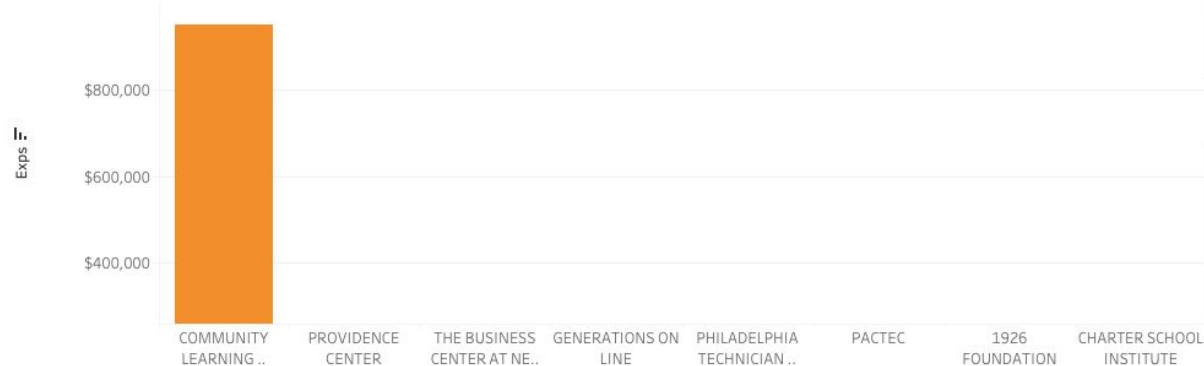 $800,000
Exps
$600,000
$400,000
COMMUNITY
LEARNING ..
PROVIDENCE
CENTER
THE BUSINESS
CENTER AT NE..
GENERATIONS ON
LINE
PHILADELPHIA
TECHNICIAN ..
PACTEC
1926
FOUNDATION
CHARTER SCHOOL
INSTITUTE